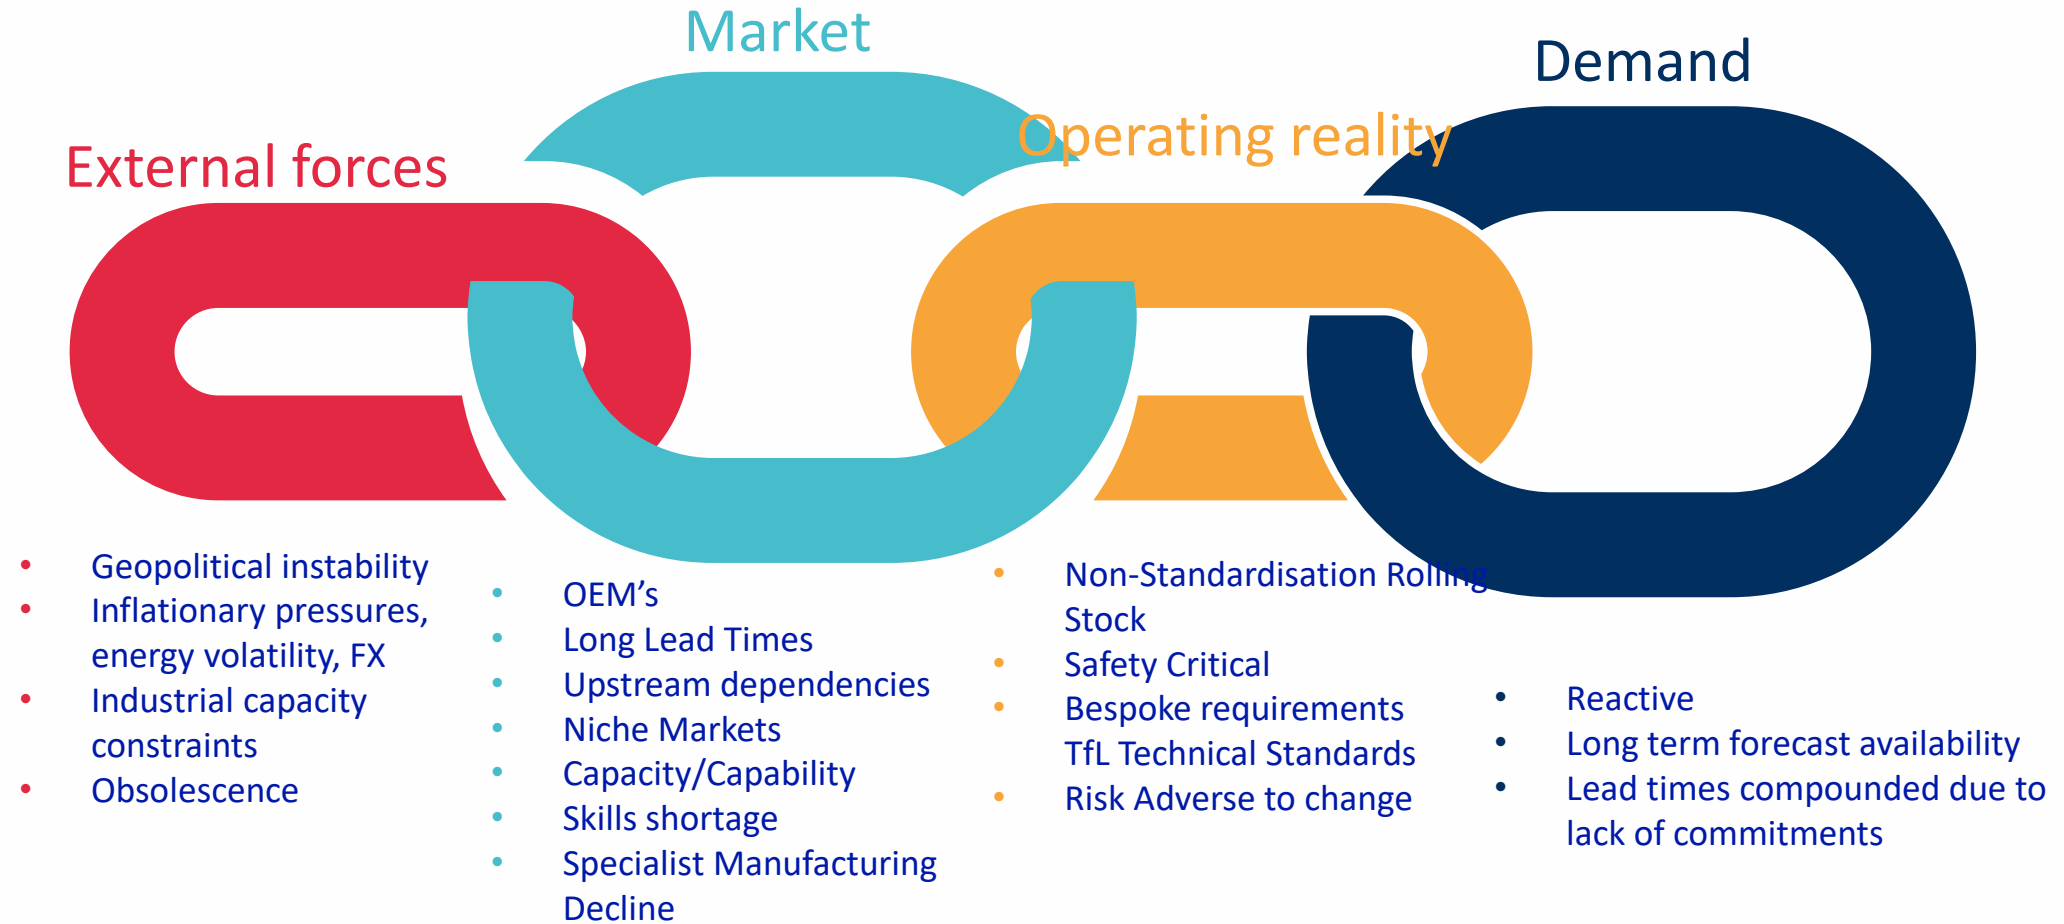 Market
Demand
Operating reality
External forces
• Geopolitical instability
• Inflationary pressures,
energy volatility, FX
• Industrial capacity
constraints
• Obsolescence
• OEM’s
• Long Lead Times
• Upstream dependencies
• Niche Markets
• Capacity/Capability
• Skills shortage
• Specialist Manufacturing
Decline
• Non-Standardisation Rolling
Stock
• Safety Critical
• Bespoke requirements
TfL Technical Standards
• Risk Adverse to change
• Reactive
• Long term forecast availability
• Lead times compounded due to
lack of commitments